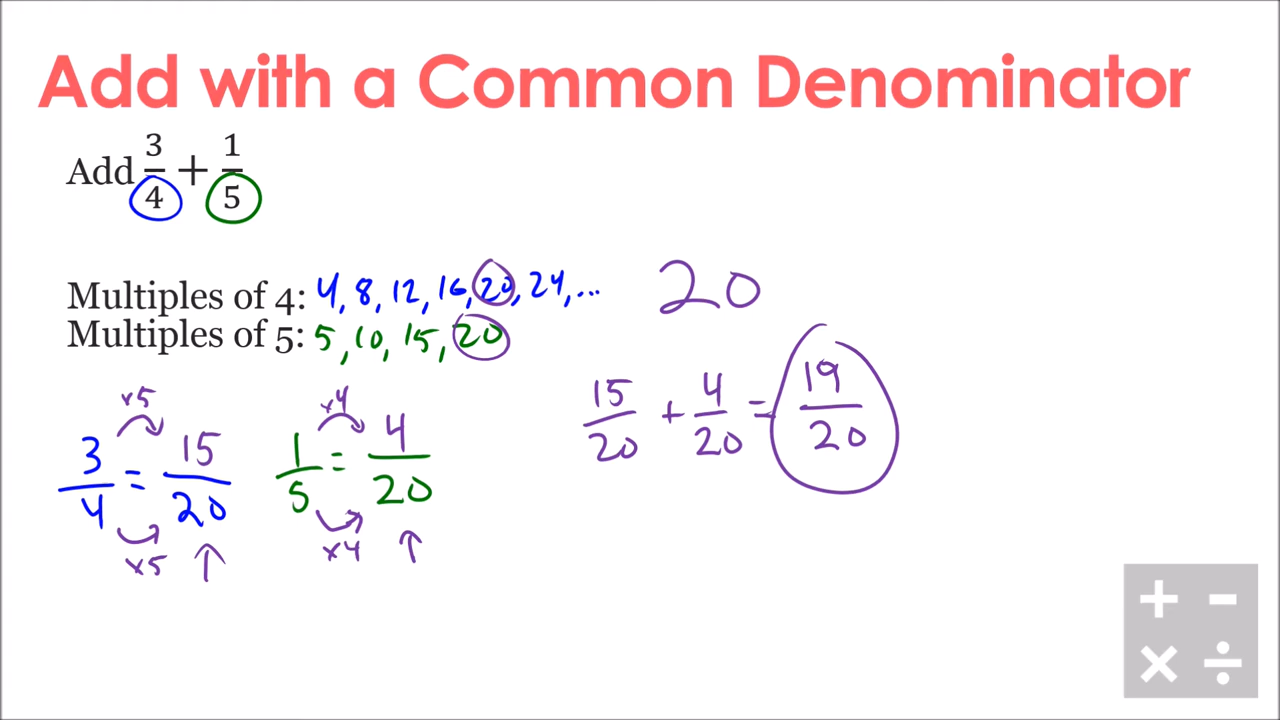 Add with a Common Denominator
Add 3/4 + 1/5
Multiples of 4: 4, 8, 12, 16, 20, 24, ...
Multiples of 5: 5, 10, 15, 20
20
×5 ×4
3/4 = 15/20 1/5 = 4/20
×5 ×4
15/20 + 4/20 = 19/20
+ −
× ÷